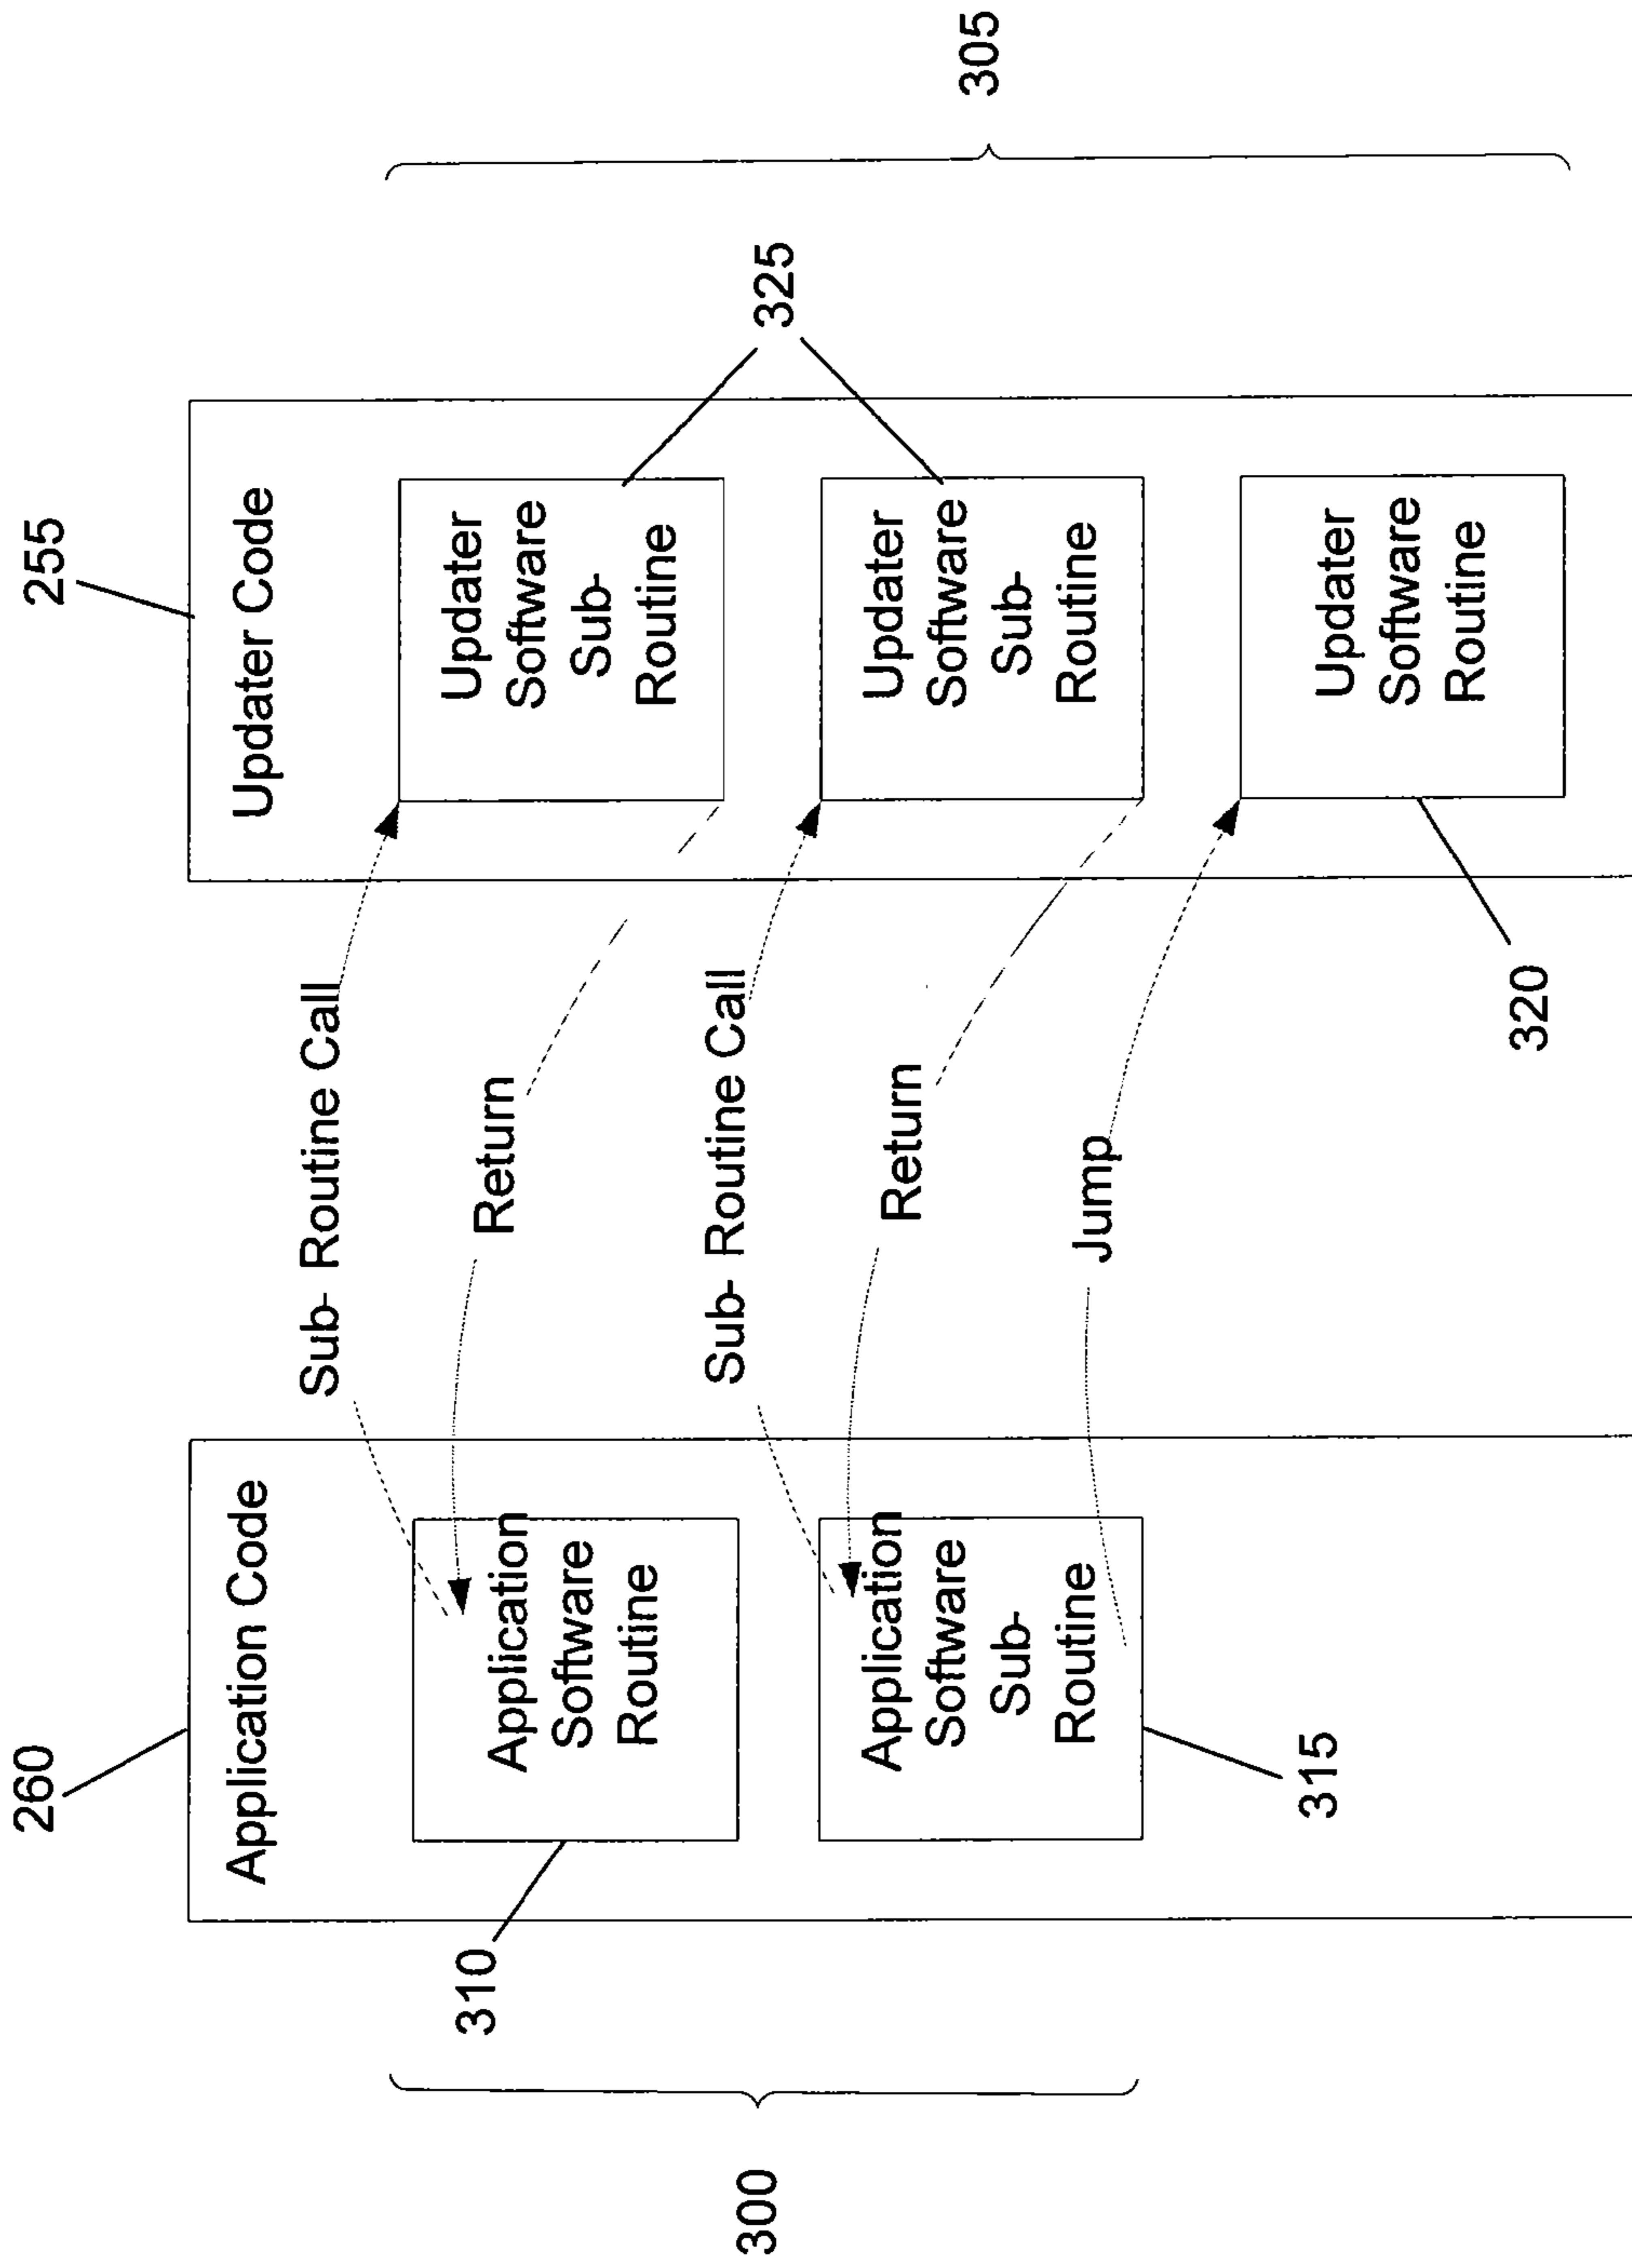 260
255
Application Code
Updater Code
Sub- Routine Call
310
Application
Software
Routine
Updater
Software
Sub-
Routine
Return
325
300
305
Sub- Routine Call
Application
Software
Sub-
Routine
Updater
Software
Sub-
Routine
Return
Jump
315
320
Updater
Software
Routine